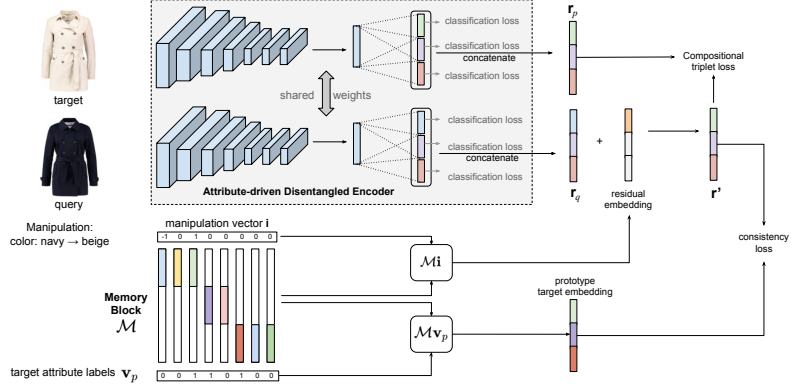 target
query
Manipulation:
color: navy → beige
classification loss
classification loss
concatenate
classification loss
shared weights
classification loss
classification loss
concatenate
classification loss
Attribute-driven Disentangled Encoder
r_p
Compositional
triplet loss
+
r_q
residual
embedding
r'
consistency
loss
manipulation vector i
-1 0 1 0 0 0 0 0
Memory
Block
M
Mi
Mv_p
prototype
target embedding
target attribute labels v_p
0 0 1 1 0 1 0 0